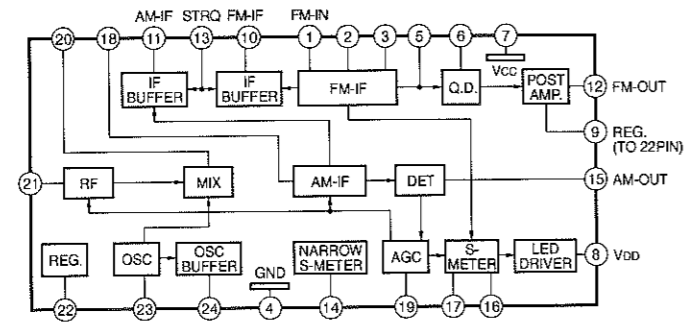 AM-IF STRQ FM-IF FM-IN
20 18 11 13 10 1 2 3 5 6 7
VCC
IF
BUFFER
IF
BUFFER
FM-IF
Q.D.
POST
AMP.
12 FM-OUT
9 REG.
(TO 22PIN)
21 RF MIX AM-IF DET 15 AM-OUT
REG.
OSC
OSC
BUFFER
GND
NARROW
S-METER
AGC
S-
METER
LED
DRIVER
8 VDD
22 23 24 4 14 19 17 16